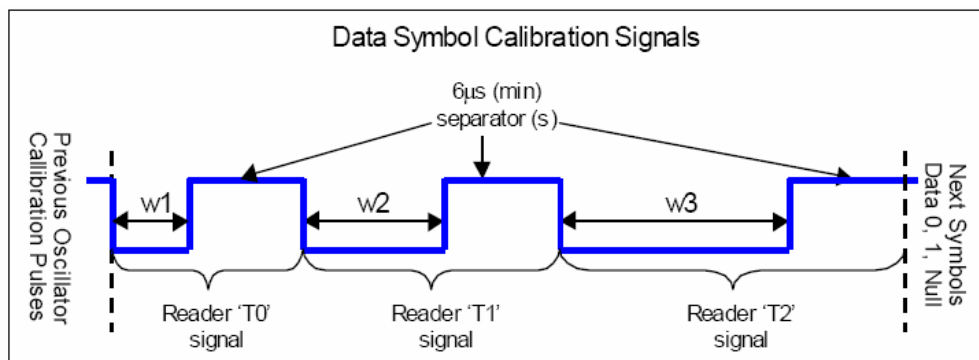 Data Symbol Calibration Signals
6µs (min)
separator (s)
Previous Oscillator
Callibration Pulses
w1
w2
w3
Next Symbols
Data 0, 1, Null
Reader 'T0'
signal
Reader 'T1'
signal
Reader 'T2'
signal